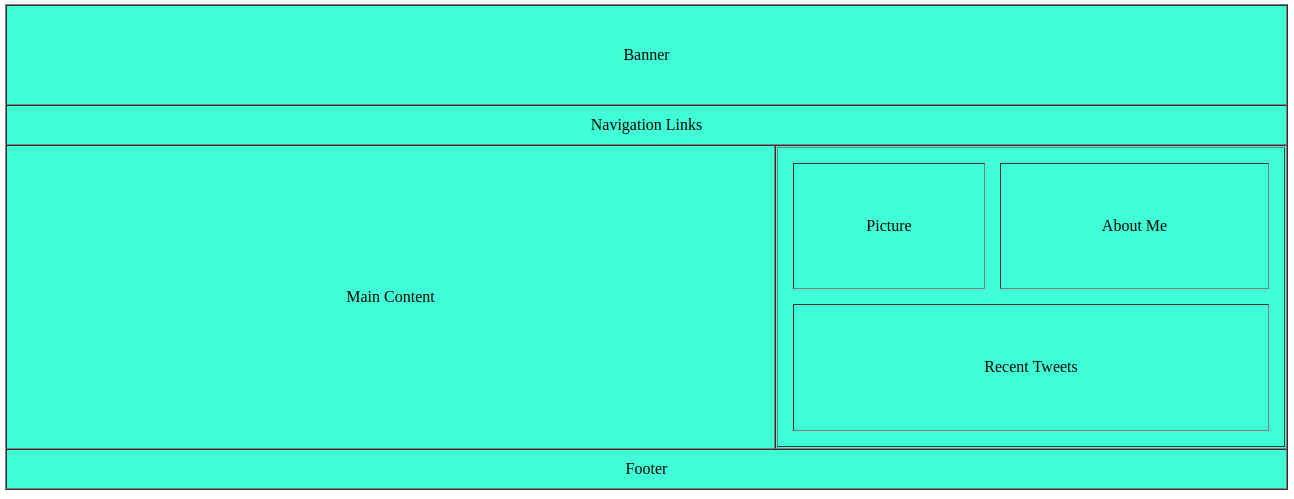 Banner
Navigation Links
Main Content
Picture
About Me
Recent Tweets
Footer